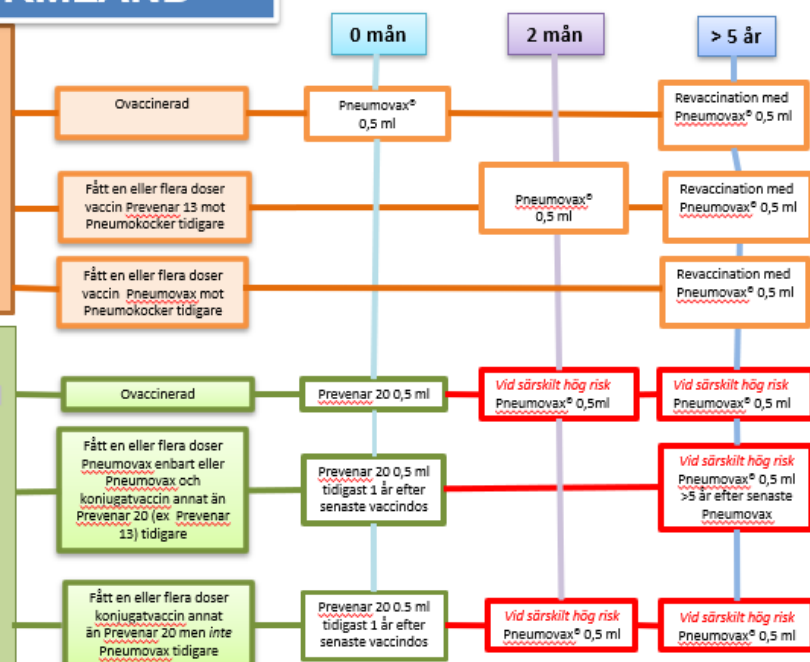 0 mån
2 mån
> 5 år
Ovaccinerad
Pneumovax®
0,5 ml
Revaccination med
Pneumovax® 0,5 ml
Fått en eller flera doser
vaccin Prevenar 13 mot
Pneumokocker tidigare
Pneumovax®
0,5 ml
Revaccination med
Pneumovax® 0,5 ml
Fått en eller flera doser
vaccin Pneumovax mot
Pneumokocker tidigare
Revaccination med
Pneumovax® 0,5 ml
Ovaccinerad
Prevenar 20 0,5 ml
Vid särskilt hög risk
Pneumovax® 0,5ml
Vid särskilt hög risk
Pneumovax® 0,5 ml
Fått en eller flera doser
Pneumovax enbart eller
Pneumovax och
konjugatvaccin annat än
Prevenar 20 (ex Prevenar
13) tidigare
Prevenar 20 0,5 ml
tidigast 1 år efter
senaste vaccindos
Vid särskilt hög risk
Pneumovax® 0,5 ml
>5 år efter senaste
Pneumovax
Fått en eller flera doser
konjugatvaccin annat
än Prevenar 20 men inte
Pneumovax tidigare
Prevenar 20 0.5 ml
tidigast 1 år efter
senaste vaccindos
Vid särskilt hög risk
Pneumovax® 0,5 ml
Vid särskilt hög risk
Pneumovax® 0,5 ml